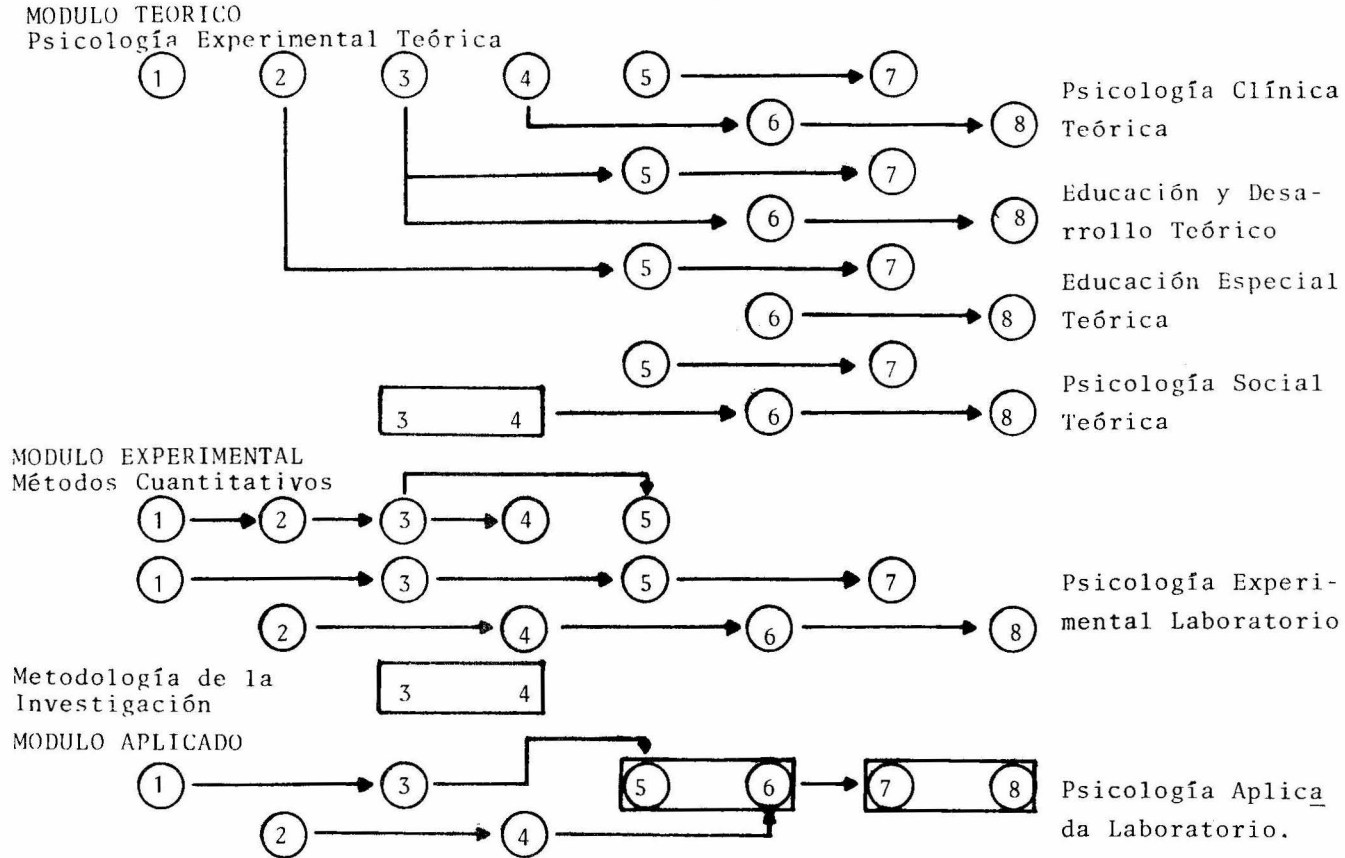 MODULO TEORICO
Psicología Experimental Teórica
1 2 3 4 5 7
Psicología Clínica
6 8
Teórica
5 7
Educación y Desa-
6 8
rrollo Teórico
5 7
Educación Especial
6 8
Teórica
5 7
Psicología Social
3 4 6 8
Teórica
MODULO EXPERIMENTAL
Métodos Cuantitativos
1 2 3 4 5
1 3 5 7
Psicología Experi-
2 4 6 8
mental Laboratorio
Metodología de la
3 4
Investigación
MODULO APLICADO
1 3 5 6 7 8
Psicología Aplica
2 4
da Laboratorio.